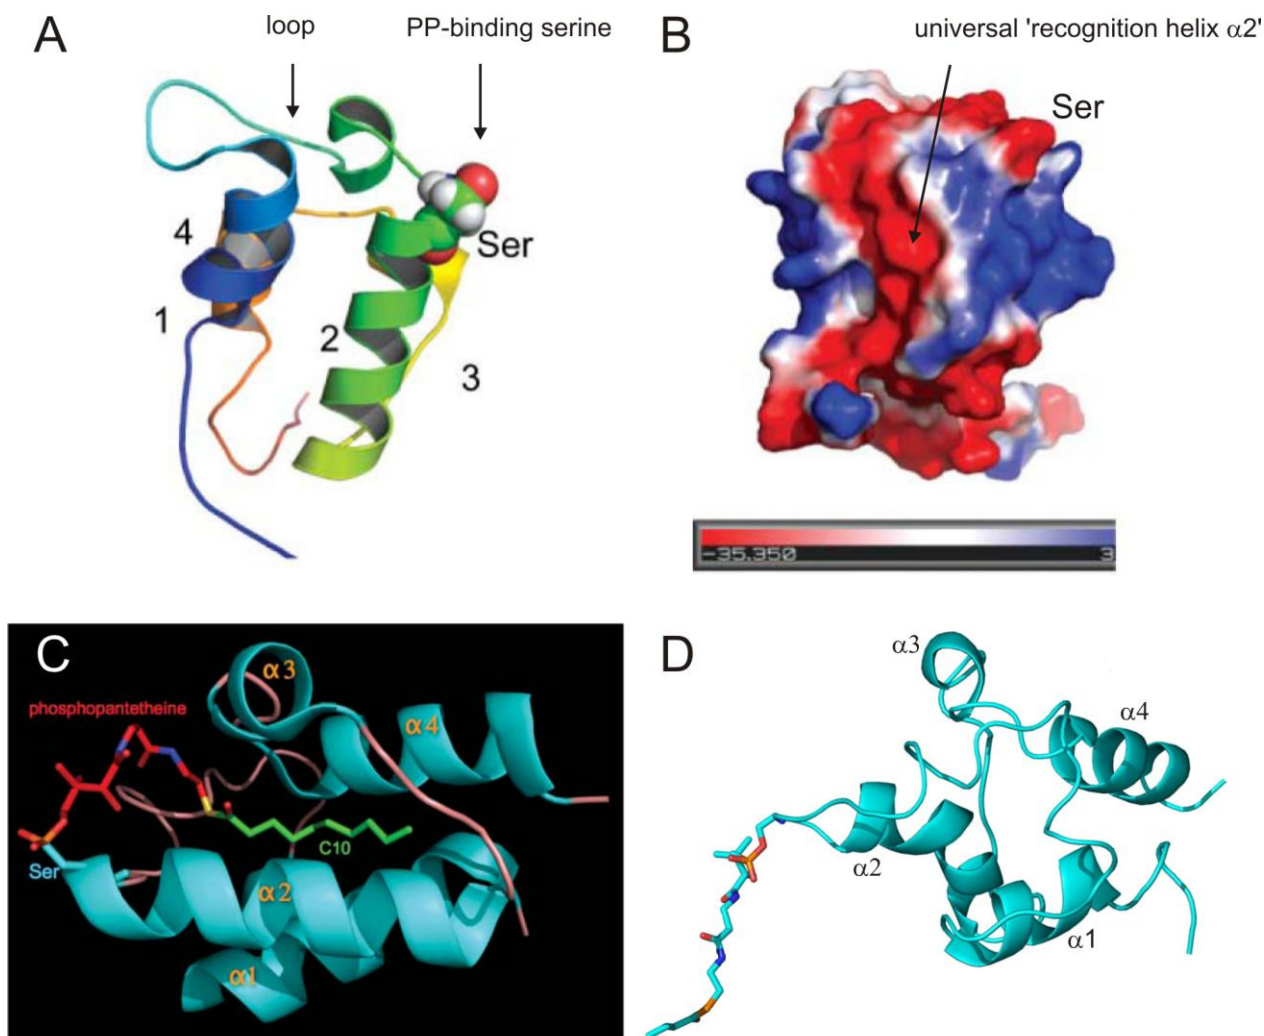 A
loop
PP-binding serine
4
1
2
3
Ser
B
universal 'recognition helix α2'
Ser
-35.350
3
C
α3
phosphopantetheine
α4
C10
Ser
α2
α1
D
α3
α4
α2
α1